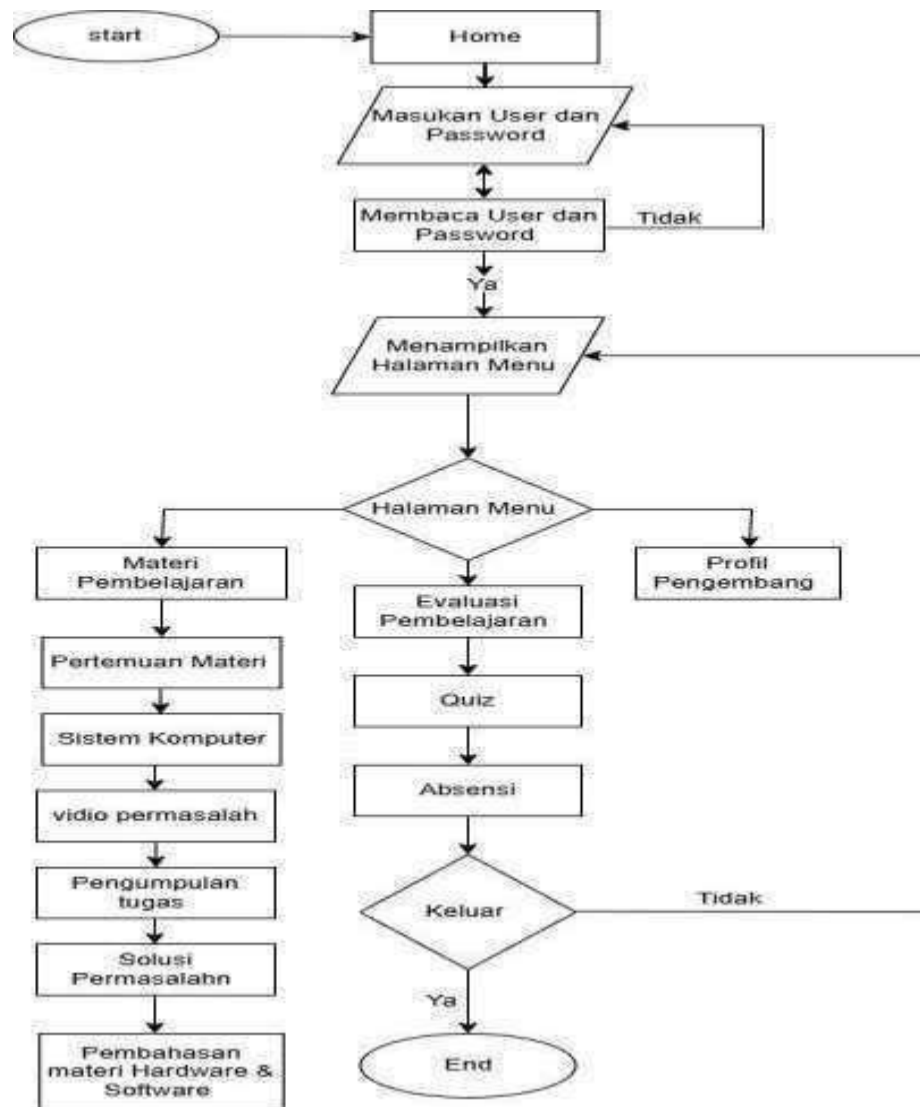 start
Home
Masukan User dan
Password
Membaca User dan
Password
Tidak
Ya
Menampilkan
Halaman Menu
Halaman Menu
Materi
Pembelajaran
Pertemuan Materi
Sistem Komputer
vidio permasalah
Pengumpulan
tugas
Solusi
Permasalahn
Pembahasan
materi Hardware &
Software
Evaluasi
Pembelajaran
Quiz
Absensi
Keluar
Tidak
Ya
End
Profil
Pengembang